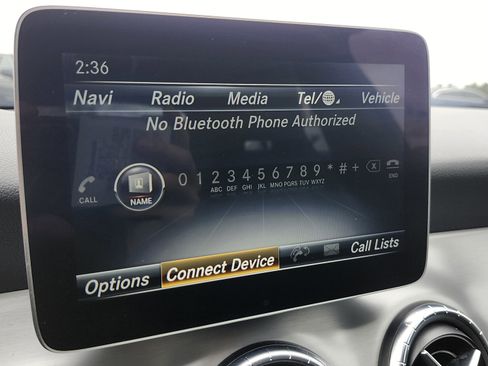 2:36
Navi Radio Media Tel/ Vehicle
No Bluetooth Phone Authorized
0 1 2 3 4 5 6 7 8 9 * # +
ABC DEF GHI JKL MNO PQRS TUV WXYZ
CALL NAME END
Options Connect Device Call Lists